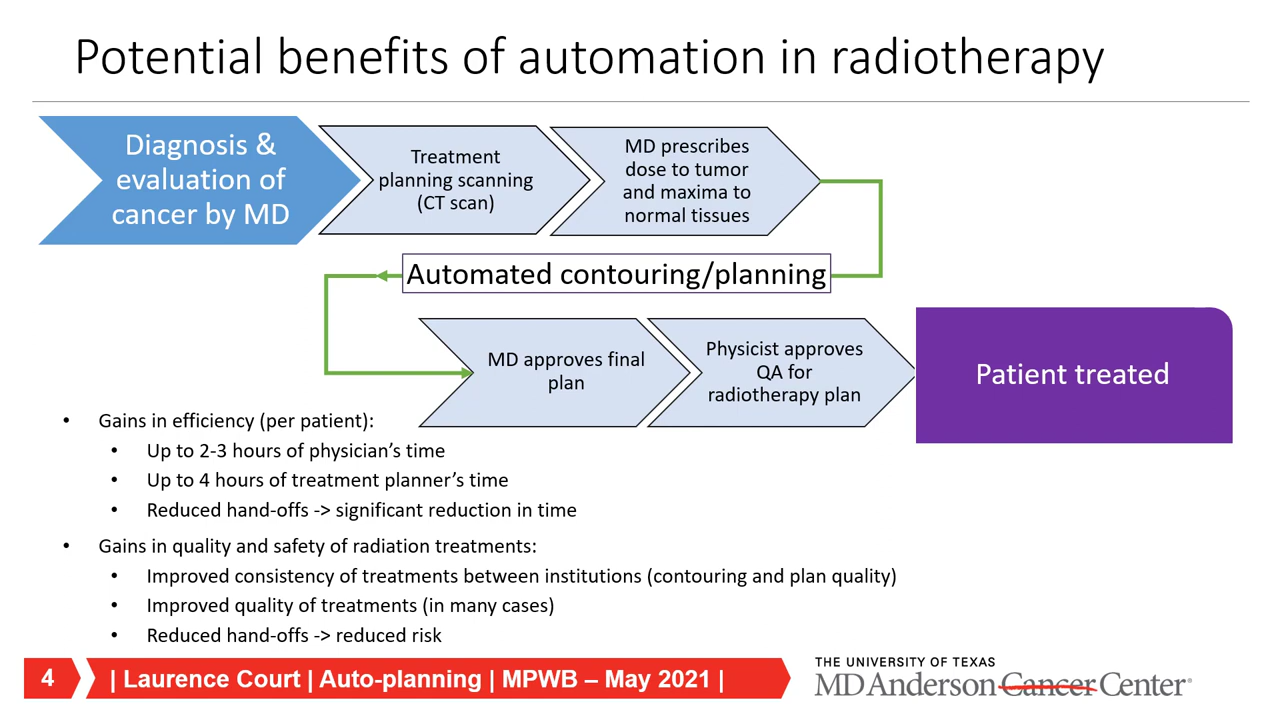 Potential benefits of automation in radiotherapy
Diagnosis &
evaluation of
cancer by MD
Treatment
planning scanning
(CT scan)
MD prescribes
dose to tumor
and maxima to
normal tissues
Automated contouring/planning
MD approves final
plan
Physicist approves
QA for
radiotherapy plan
Patient treated
• Gains in efficiency (per patient):
• Up to 2-3 hours of physician’s time
• Up to 4 hours of treatment planner’s time
• Reduced hand-offs -> significant reduction in time
• Gains in quality and safety of radiation treatments:
• Improved consistency of treatments between institutions (contouring and plan quality)
• Improved quality of treatments (in many cases)
• Reduced hand-offs -> reduced risk
4
| Laurence Court | Auto-planning | MPWB – May 2021 |
THE UNIVERSITY OF TEXAS
MD Anderson Cancer Center®